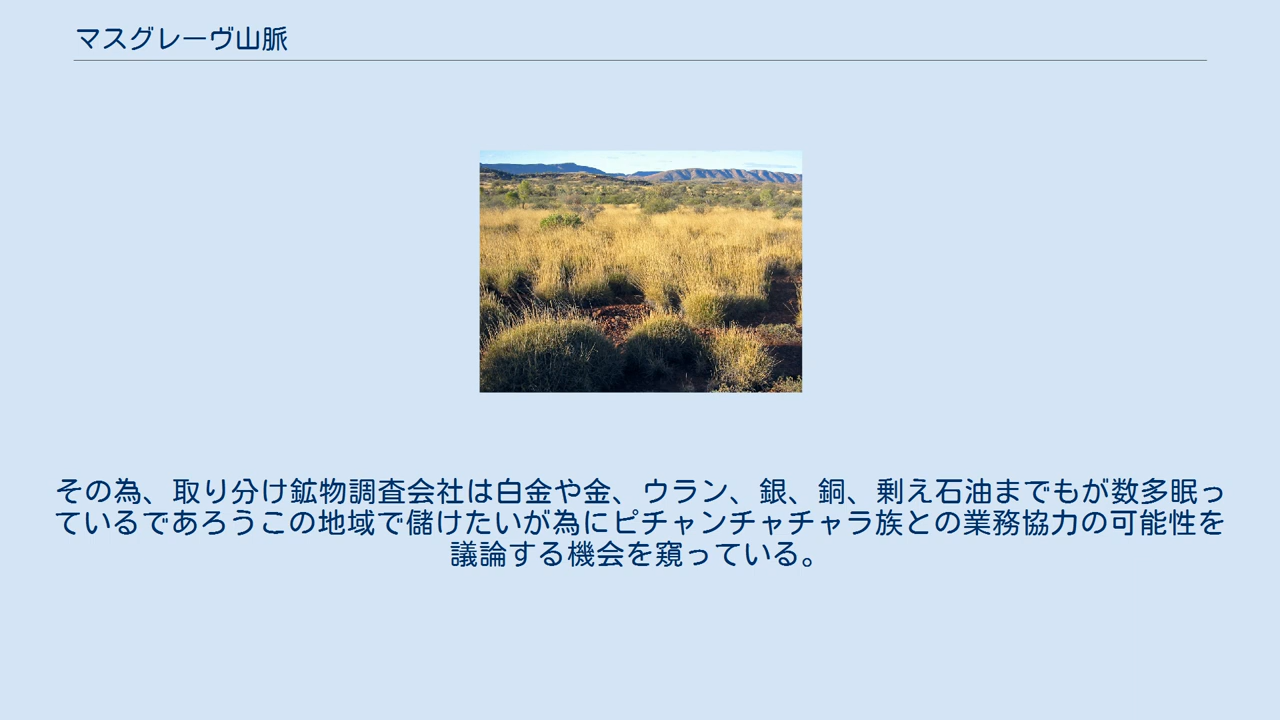 マスグレーヴ山脈
その為、取り分け鉱物調査会社は白金や金、ウラン、銀、銅、剰え石油までもが数多眠っ
ているであろうこの地域で儲けたいが為にピチャンチャチャラ族との業務協力の可能性を
議論する機会を窺っている。